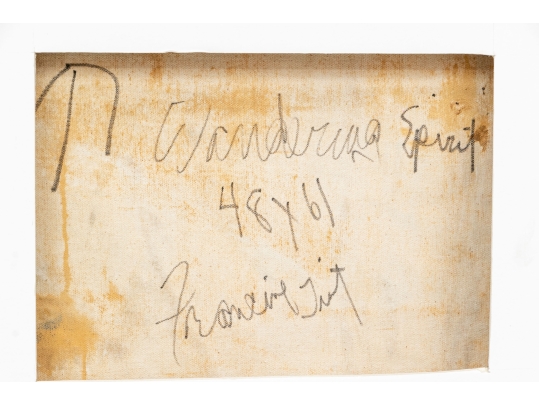 Wandering Spirit
48x61
Francine Tint